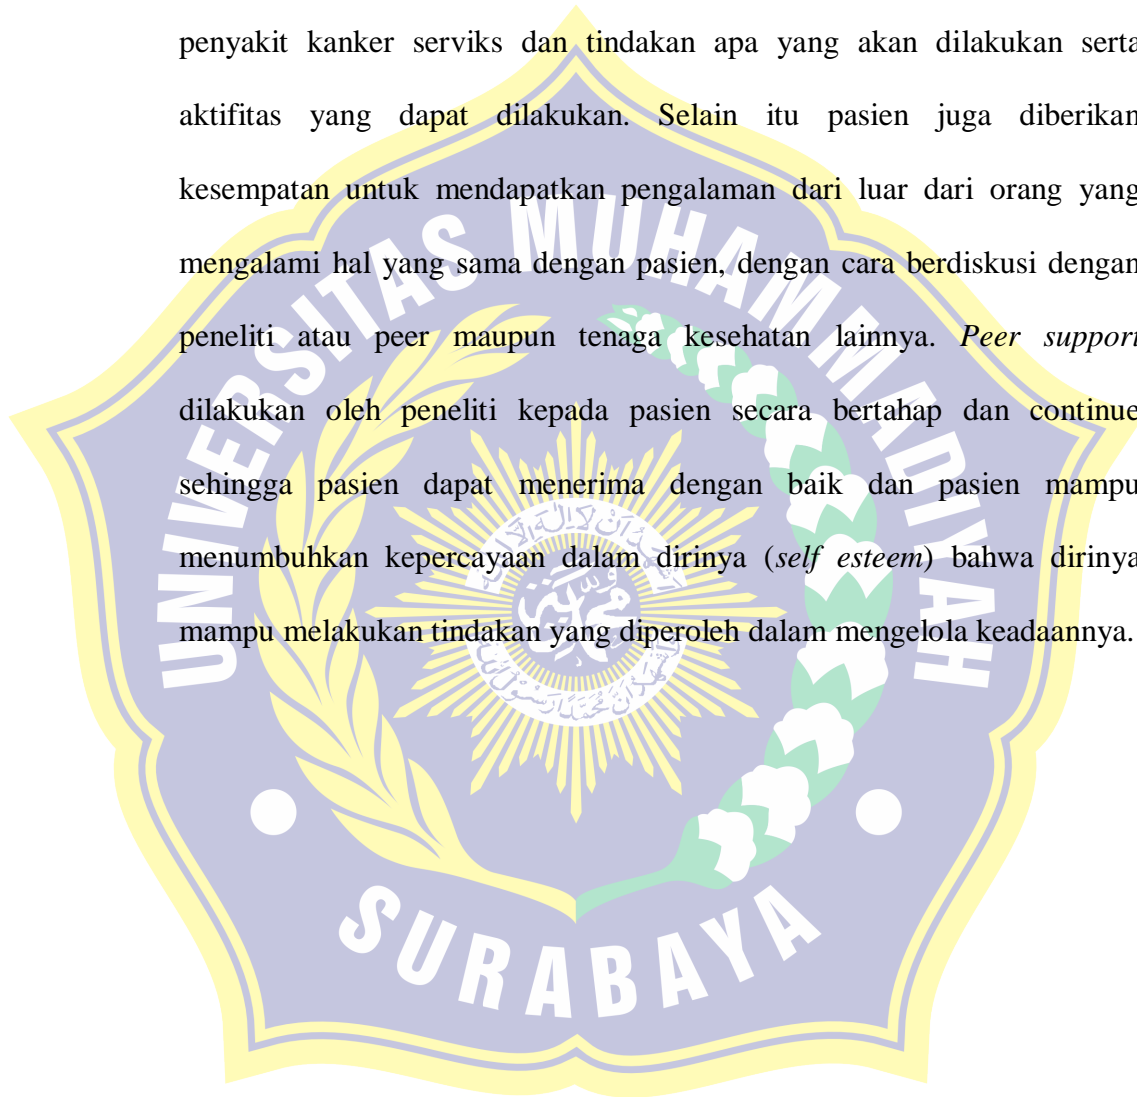 penyakit kanker serviks dan tindakan apa yang akan dilakukan serta
aktifitas yang dapat dilakukan. Selain itu pasien juga diberikan
kesempatan untuk mendapatkan pengalaman dari luar dari orang yang
mengalami hal yang sama dengan pasien, dengan cara berdiskusi dengan
peneliti atau peer maupun tenaga kesehatan lainnya. Peer support
dilakukan oleh peneliti kepada pasien secara bertahap dan continue
sehingga pasien dapat menerima dengan baik dan pasien mampu
menumbuhkan kepercayaan dalam dirinya (self esteem) bahwa dirinya
mampu melakukan tindakan yang diperoleh dalam mengelola keadaannya.
UNIVERSITAS MUHAMMADIYAH
SURABAYA